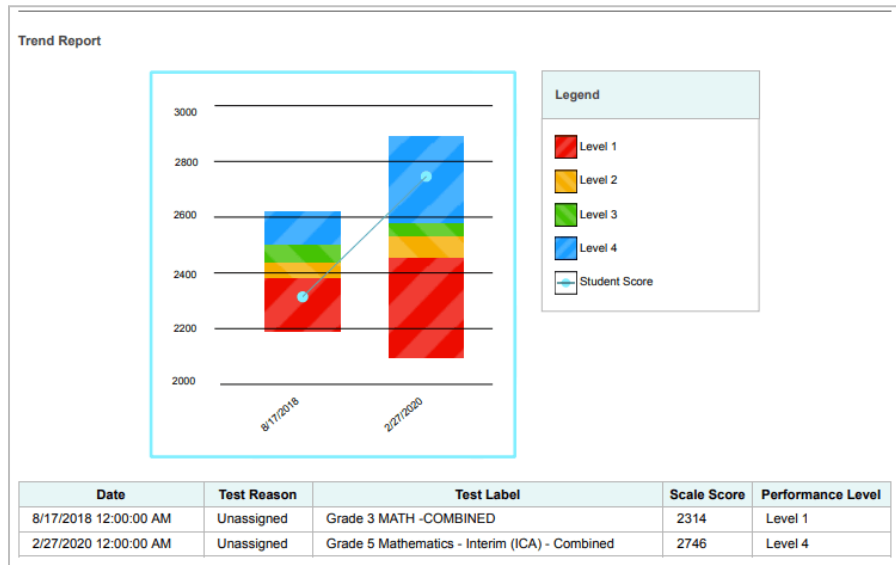 Trend Report
Legend
Level 1
Level 2
Level 3
Level 4
Student Score
3000
2800
2600
2400
2200
2000
8/17/2018
2/27/2020
Date Test Reason Test Label Scale Score Performance Level
8/17/2018 12:00:00 AM Unassigned Grade 3 MATH -COMBINED 2314 Level 1
2/27/2020 12:00:00 AM Unassigned Grade 5 Mathematics - Interim (ICA) - Combined 2746 Level 4